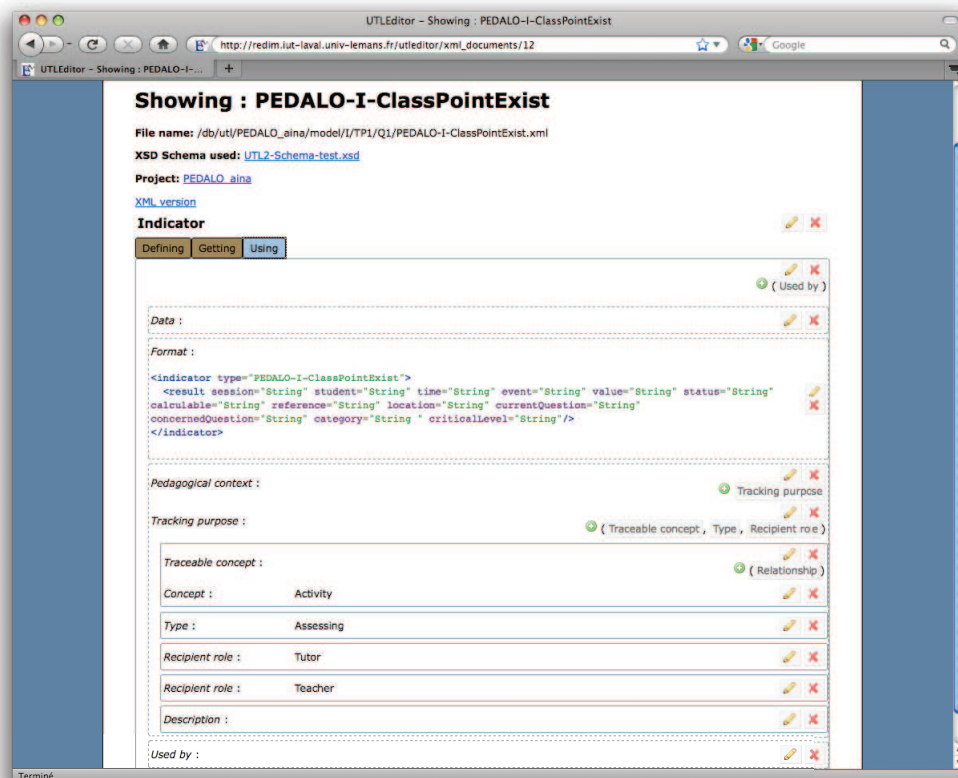 UTLEditor – Showing : PEDALO-I-ClassPointExist
http://redim.iut-laval.univ-lemans.fr/utleditor/xml_documents/12
Google
UTLEditor – Showing : PEDALO-I-...
+
Showing : PEDALO-I-ClassPointExist
File name: /db/utl/PEDALO_aina/model/I/TP1/Q1/PEDALO-I-ClassPointExist.xml
XSD Schema used: UTL2-Schema-test.xsd
Project: PEDALO_aina
XML version
Indicator
Defining Getting Using
( Used by )
Data :
Format :
<indicator type="PEDALO-I-ClassPointExist">
<result session="String" student="String" time="String" event="String" value="String" status="String"
calculable="String" reference="String" location="String" currentQuestion="String"
concernedQuestion="String" category="String " criticalLevel="String"/>
</indicator>
Pedagogical context :
Tracking purpose
Tracking purpose :
( Traceable concept , Type , Recipient role )
Traceable concept :
( Relationship )
Concept : Activity
Type : Assessing
Recipient role : Tutor
Recipient role : Teacher
Description :
Used by :
Terminé